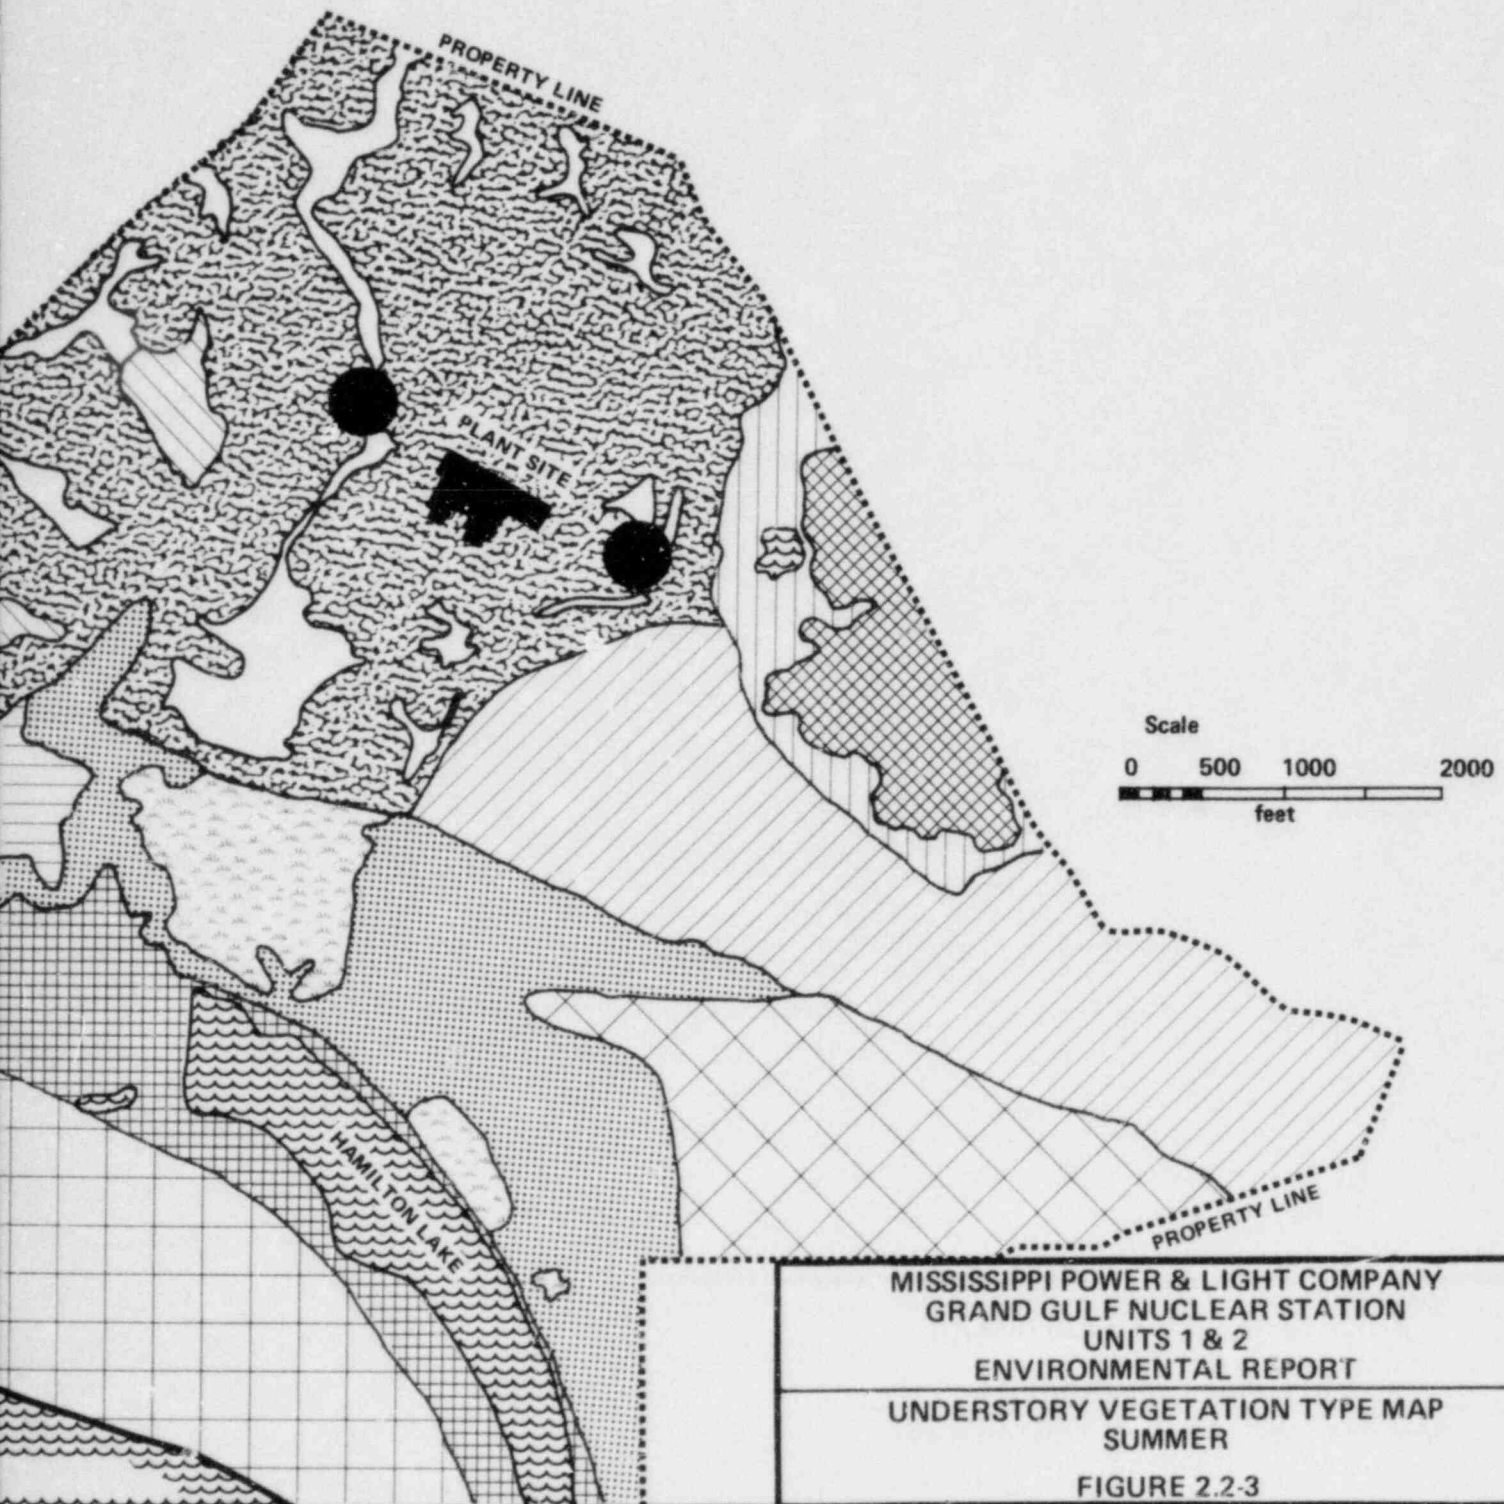 PROPERTY LINE
PLANT SITE
Scale
0 500 1000 2000
feet
HAMILTON LAKE
PROPERTY LINE
MISSISSIPPI POWER & LIGHT COMPANY
GRAND GULF NUCLEAR STATION
UNITS 1 & 2
ENVIRONMENTAL REPORT
UNDERSTORY VEGETATION TYPE MAP
SUMMER
FIGURE 2.2-3